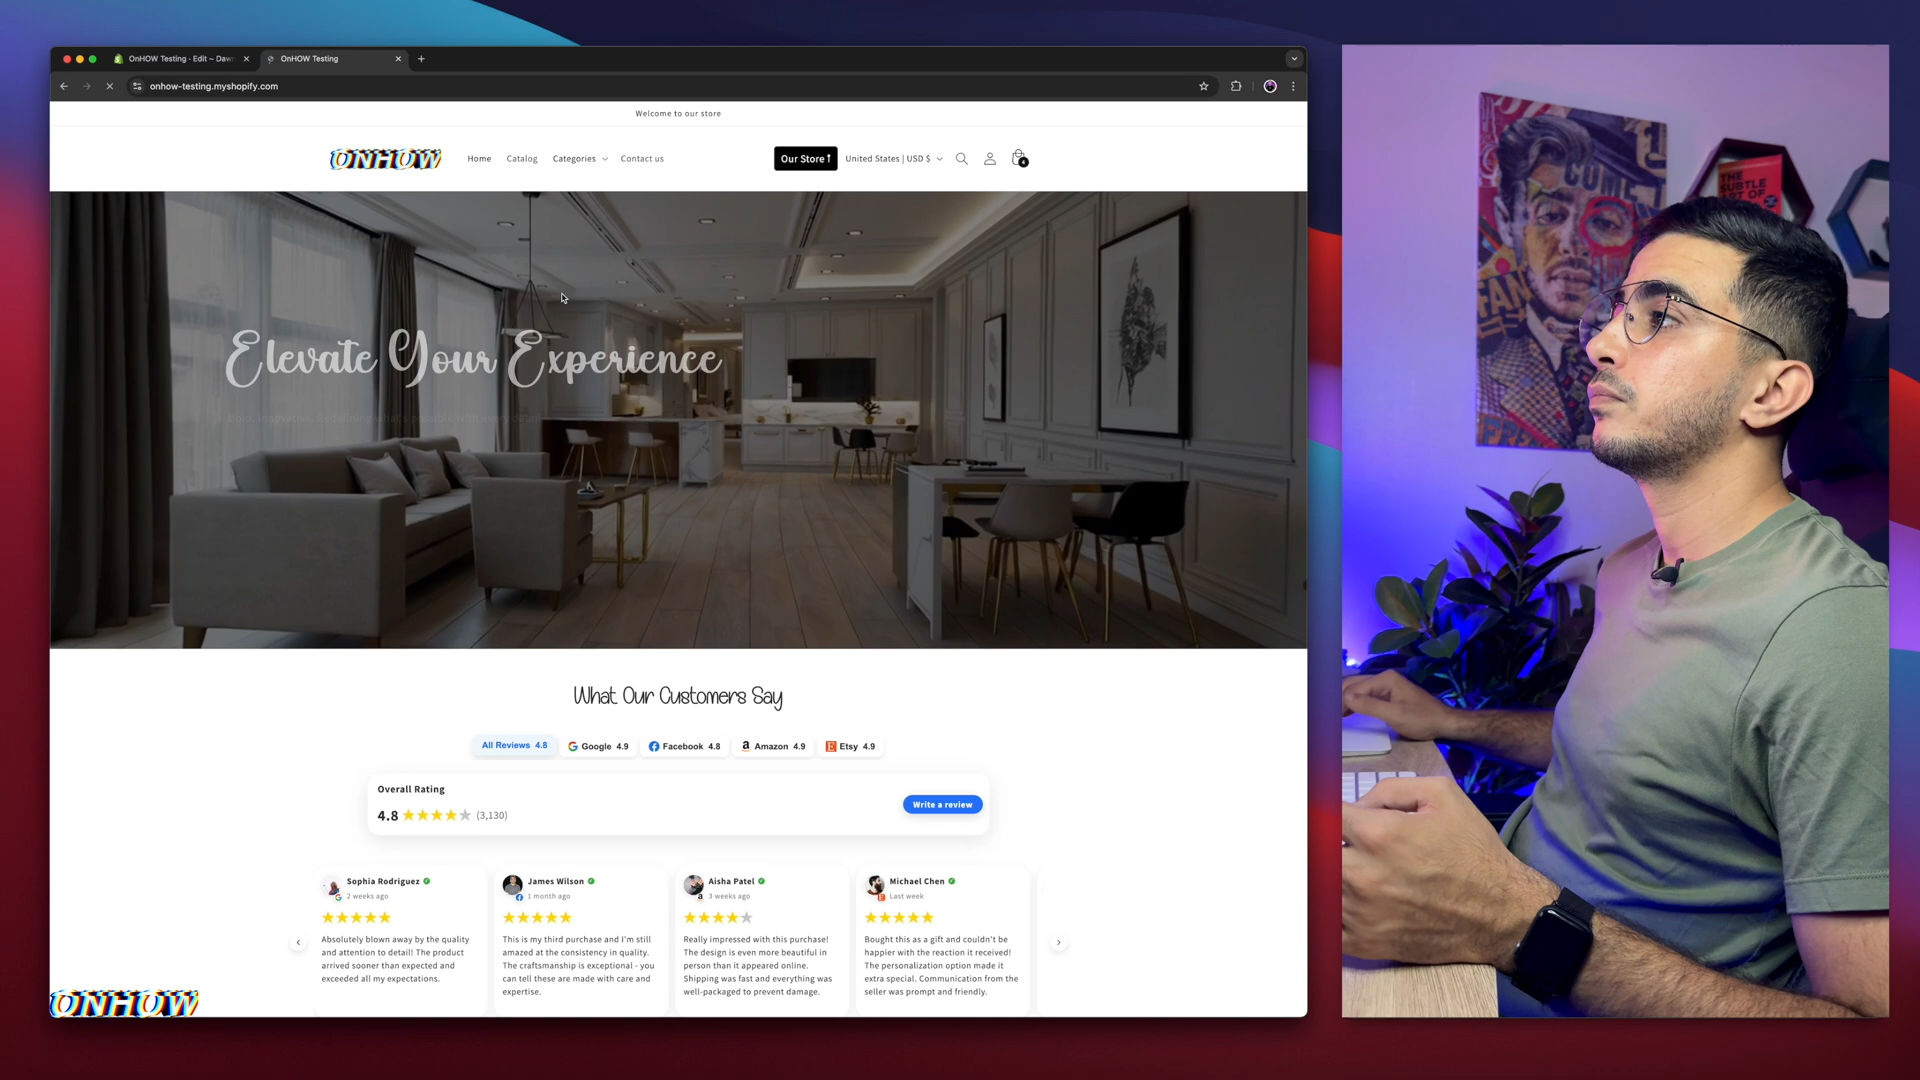 OnHOW Testing · Edit ~ Daw
OnHOW Testing
onhow-testing.myshopify.com
Welcome to our store
ONHOW
Home Catalog Categories Contact us
Our Store
United States | USD $
4
Elevate Your Experience
What Our Customers Say
All Reviews 4.8
Google 4.9
Facebook 4.8
Amazon 4.9
Etsy 4.9
Overall Rating
4.8 (3,130)
Write a review
Sophia Rodriguez
2 weeks ago
Absolutely blown away by the quality
and attention to detail! The product
arrived sooner than expected and
exceeded all my expectations.
James Wilson
1 month ago
This is my third purchase and I'm still
amazed at the consistency in quality.
The craftsmanship is exceptional - you
can tell these are made with care and
expertise.
Aisha Patel
3 weeks ago
Really impressed with this purchase!
The design is even more beautiful in
person than it appeared online.
Shipping was fast and everything was
well-packaged to prevent damage.
Michael Chen
Last week
Bought this as a gift and couldn't be
happier with the reaction it received!
The personalization option made it
extra special. Communication from the
seller was prompt and friendly.
ONHOW
COME
FAN
THE
SUBTLE
ART OF